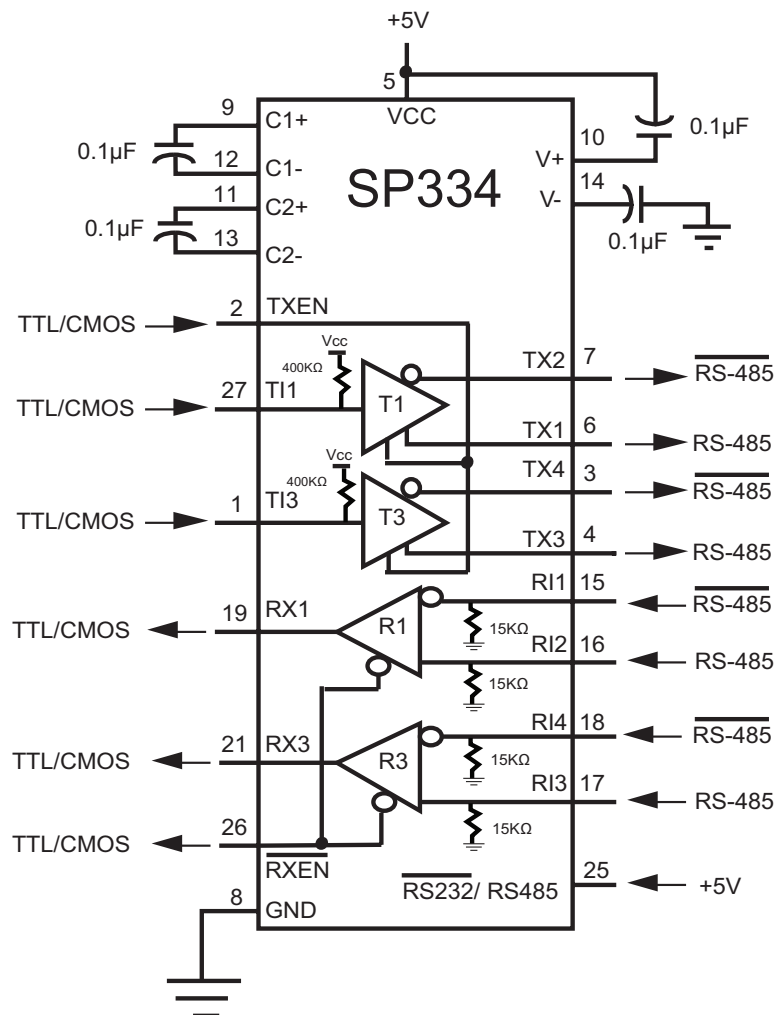 +5V
5
VCC
9
C1+
0.1µF
12
C1-
11
C2+
0.1µF
13
C2-
10
V+
0.1µF
14
V-
0.1µF
SP334
TTL/CMOS
2
TXEN
Vcc
400KΩ
TTL/CMOS
27
TI1
T1
TX2
7
RS-485
TX1
6
RS-485
Vcc
400KΩ
TTL/CMOS
1
TI3
T3
TX4
3
RS-485
TX3
4
RS-485
TTL/CMOS
19
RX1
R1
RI1
15
RS-485
15KΩ
RI2
16
RS-485
15KΩ
TTL/CMOS
21
RX3
R3
RI4
18
RS-485
15KΩ
RI3
17
RS-485
15KΩ
TTL/CMOS
26
RXEN
RS232/ RS485
25
+5V
8
GND